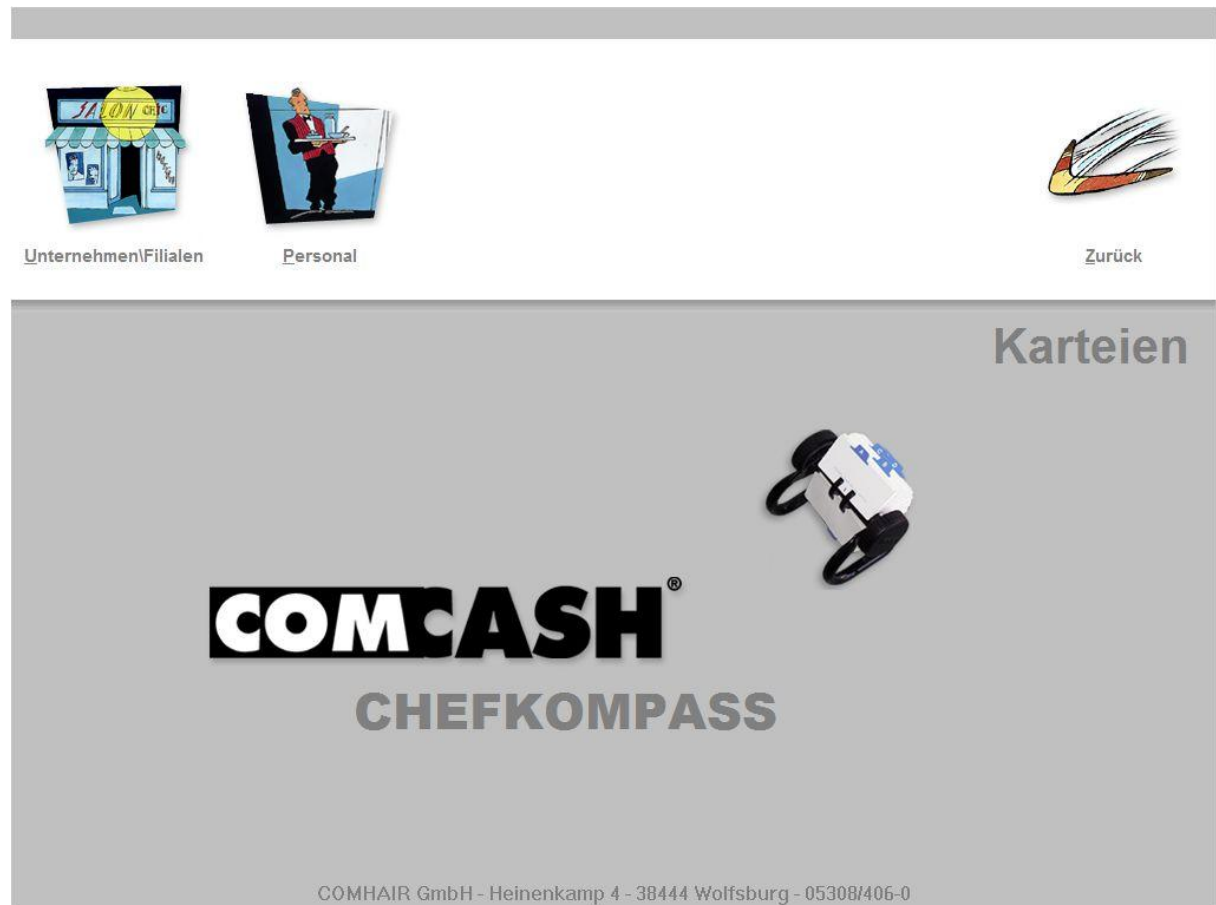 SALON CHIC
Unternehmen\Filialen
Personal
Zurück
Karteien
COMCASH®
CHEFKOMPASS
COMHAIR GmbH - Heinenkamp 4 - 38444 Wolfsburg - 05308/406-0